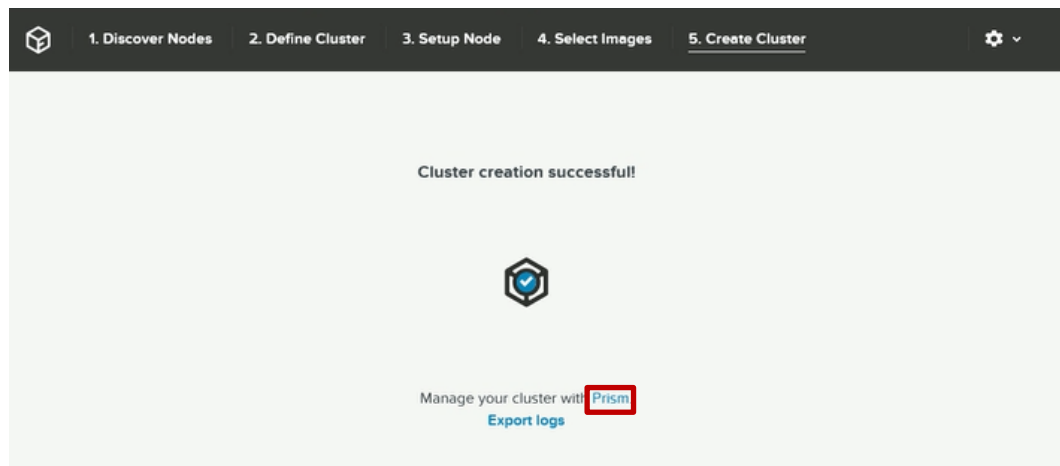 1. Discover Nodes 2. Define Cluster 3. Setup Node 4. Select Images 5. Create Cluster
Cluster creation successful!
Manage your cluster with Prism.
Export logs